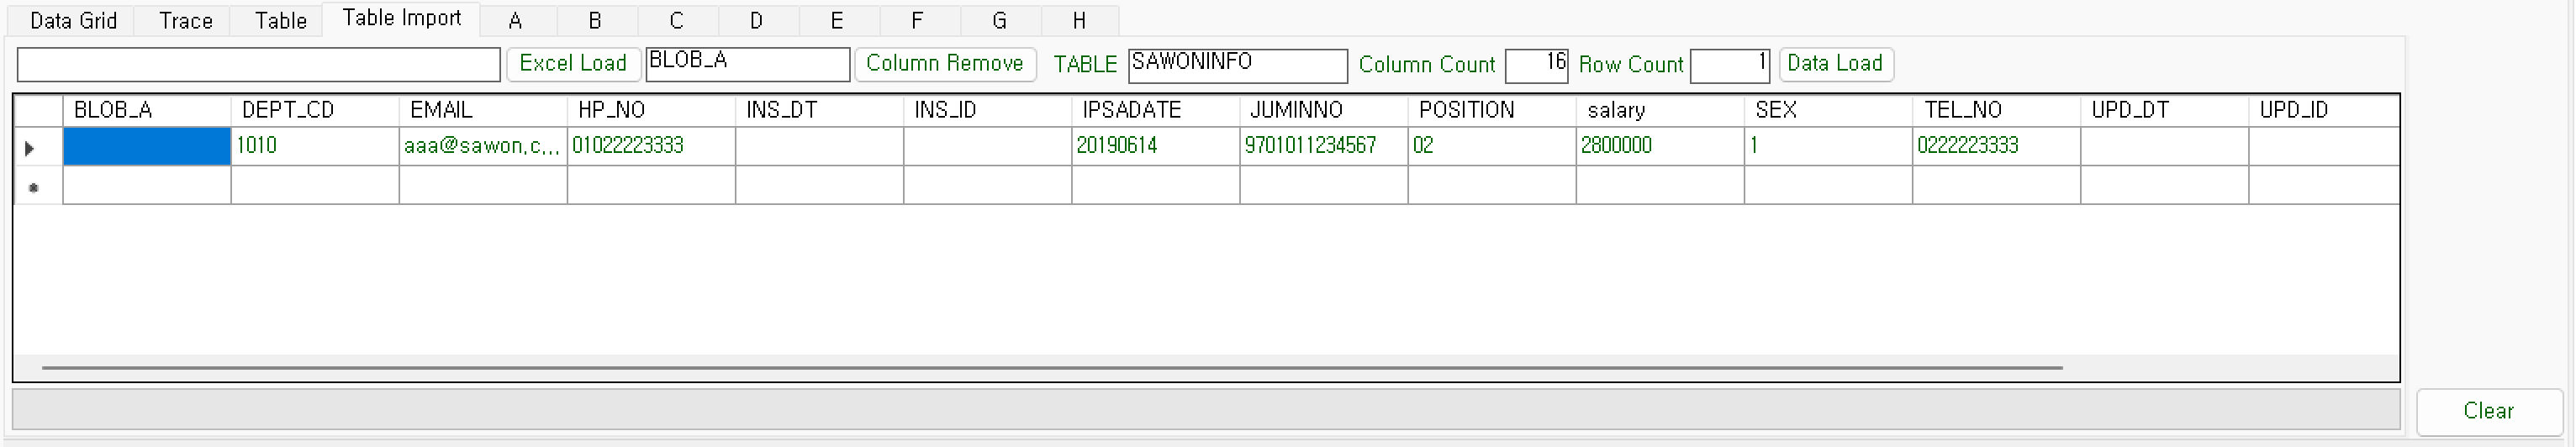 Data Grid Trace Table Table Import A B C D E F G H
Excel Load BLOB_A Column Remove TABLE SAWONINFO Column Count 16 Row Count 1 Data Load
BLOB_A DEPT_CD EMAIL HP_NO INS_DT INS_ID IPSADATE JUMINNO POSITION salary SEX TEL_NO UPD_DT UPD_ID
1010 aaa@sawon,c,,, 01022223333 20190614 9701011234567 02 2800000 1 0222223333
Clear